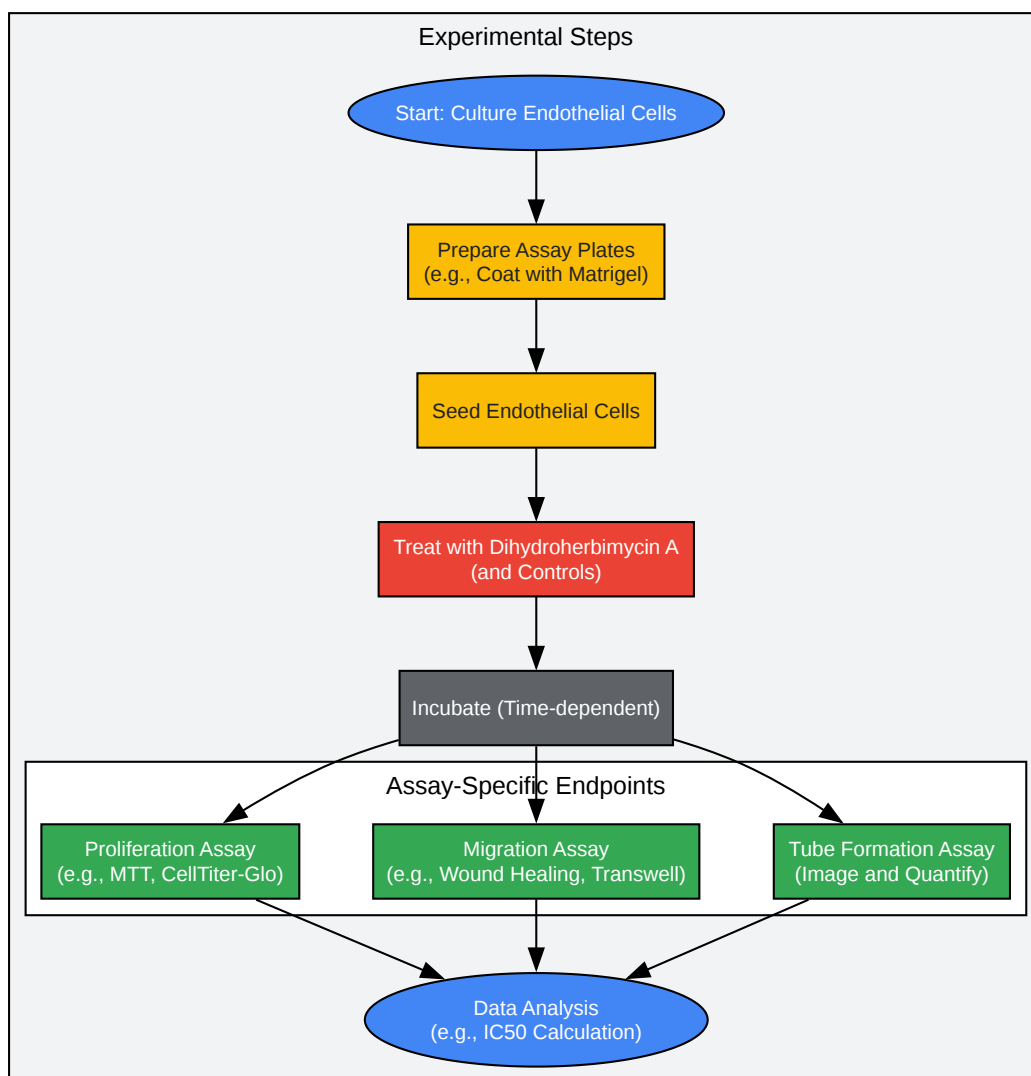 Experimental Steps
Start: Culture Endothelial Cells
Prepare Assay Plates
(e.g., Coat with Matrigel)
Seed Endothelial Cells
Treat with Dihydroherbimycin A
(and Controls)
Incubate (Time-dependent)
Assay-Specific Endpoints
Proliferation Assay
(e.g., MTT, CellTiter-Glo)
Migration Assay
(e.g., Wound Healing, Transwell)
Tube Formation Assay
(Image and Quantify)
Data Analysis
(e.g., IC50 Calculation)